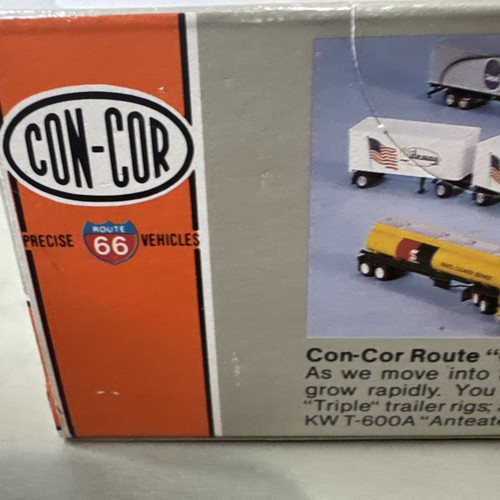 CON-COR
PRECISE ROUTE 66 VEHICLES
Con-Cor Route "
As we move into
grow rapidly. You
"Triple" trailer rigs;
KW T-600A "Anteate